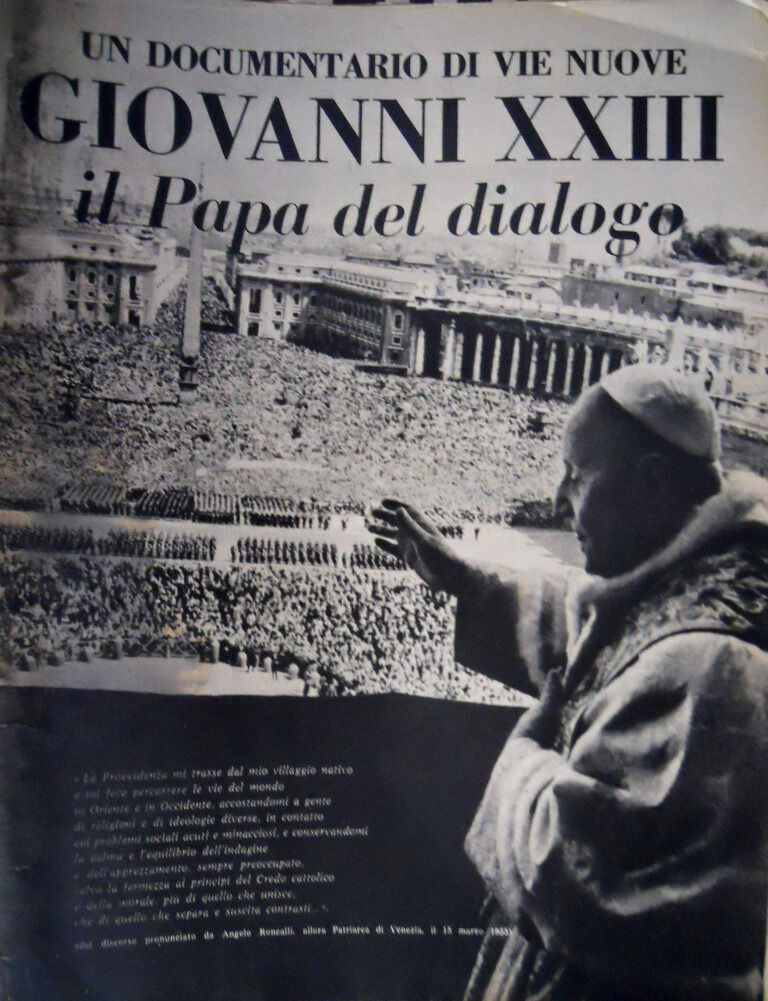 UN DOCUMENTARIO DI VIE NUOVE
GIOVANNI XXIII
il Papa del dialogo
« La Provvidenza mi trasse dal mio villaggio nativo
e mi fece percorrere le vie del mondo
in Oriente e in Occidente, accostandomi a gente
di religioni e di ideologie diverse, in contatto
coi problemi sociali acuti e minacciosi, e conservandomi
la calma e l'equilibrio dell'indagine
e dell'apprezzamento, sempre preoccupato,
salva la fermezza ai principi del Credo cattolico
e della morale, più di quello che unisce,
che di quello che separa e suscita contrasti...».
(dal discorso pronunciato da Angelo Roncalli, allora Patriarca di Venezia, il 15 marzo 1953)